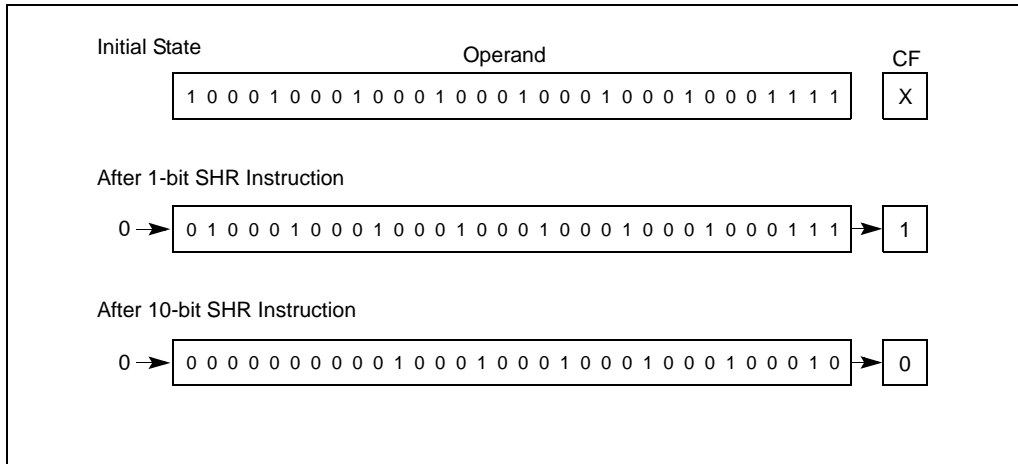 Initial State
Operand
CF
1 0 0 0 1 0 0 0 1 0 0 0 1 0 0 0 1 0 0 0 1 0 0 0 1 0 0 0 1 1 1 1 X
After 1-bit SHR Instruction
0 0 1 0 0 0 1 0 0 0 1 0 0 0 1 0 0 0 1 0 0 0 1 0 0 0 1 0 0 0 1 1 1 1
After 10-bit SHR Instruction
0 0 0 0 0 0 0 0 0 0 0 1 0 0 0 1 0 0 0 1 0 0 0 1 0 0 0 1 0 0 0 1 0 0